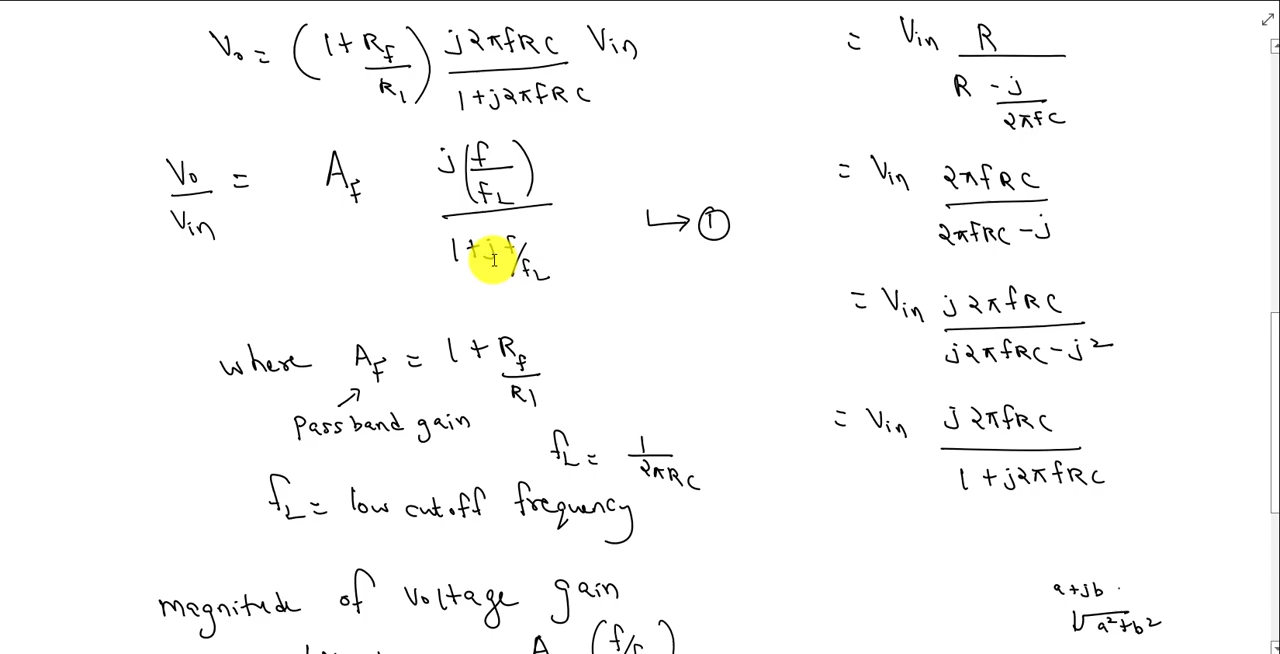 V₀ = (1 + Rf/R1) j2πfRC/(1+j2πfRC) Vin
V₀/Vin = Af j(f/fL)/(1+jf/fL) ↳ ①
where Af = 1 + Rf/R1
Passband gain
fL = 1/2πRC
fL = low cutoff frequency
magnitude of voltage gain
= Vin R/(R - j/2πfC)
= Vin 2πfRC/(2πfRC - j)
= Vin j2πfRC/(j2πfRC - j²)
= Vin j2πfRC/(1 + j2πfRC)
a+jb
√a²+b²